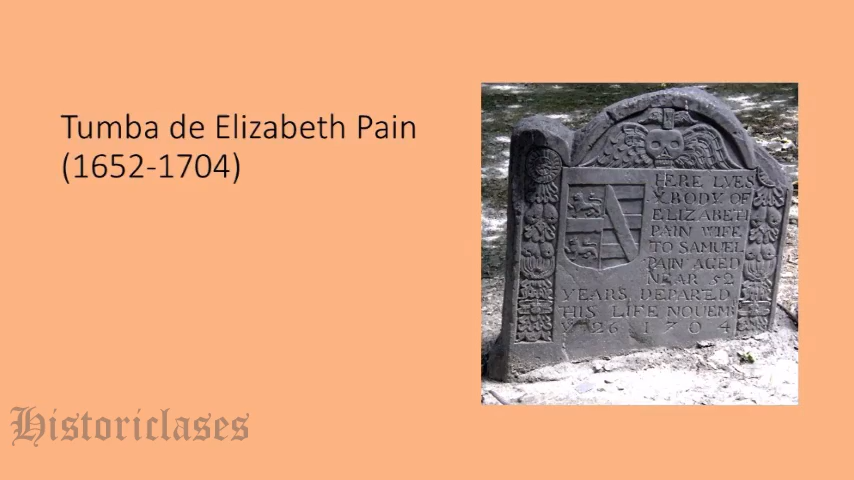 Tumba de Elizabeth Pain
(1652-1704)
HERE LYES
Y BODY OF
ELIZABETH
PAIN WIFE
TO SAMUEL
PAIN AGED
NEAR 52
YEARS DEPARTED
THIS LIFE NOUEMR
Y 26 1704
Historiclases